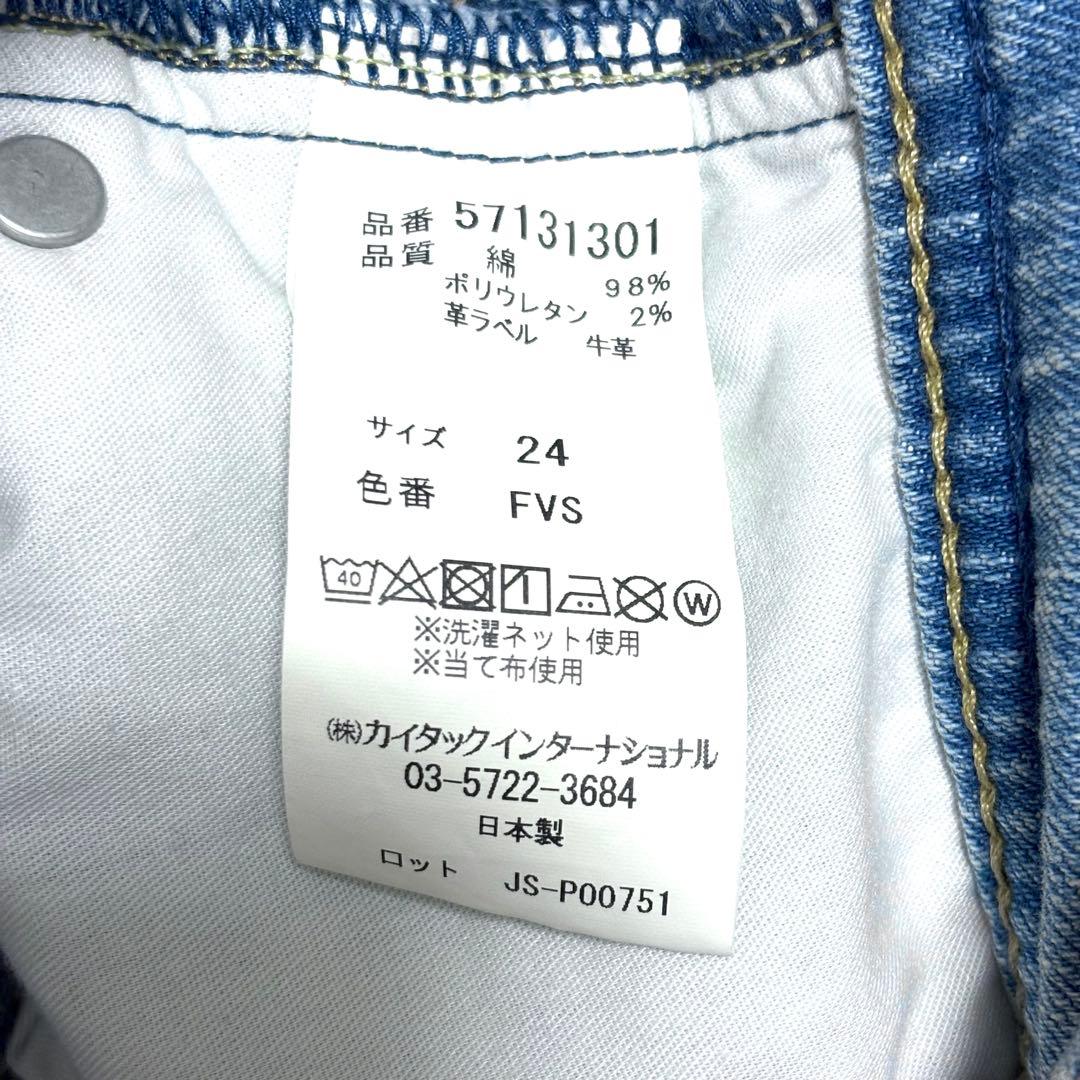 品番 57131301
品質 綿 98%
ポリウレタン 2%
革ラベル 牛革
サイズ 24
色番 FVS
40 W
※洗濯ネット使用
※当て布使用
㈱カイタックインターナショナル
03-5722-3684
日本製
ロット JS-P00751